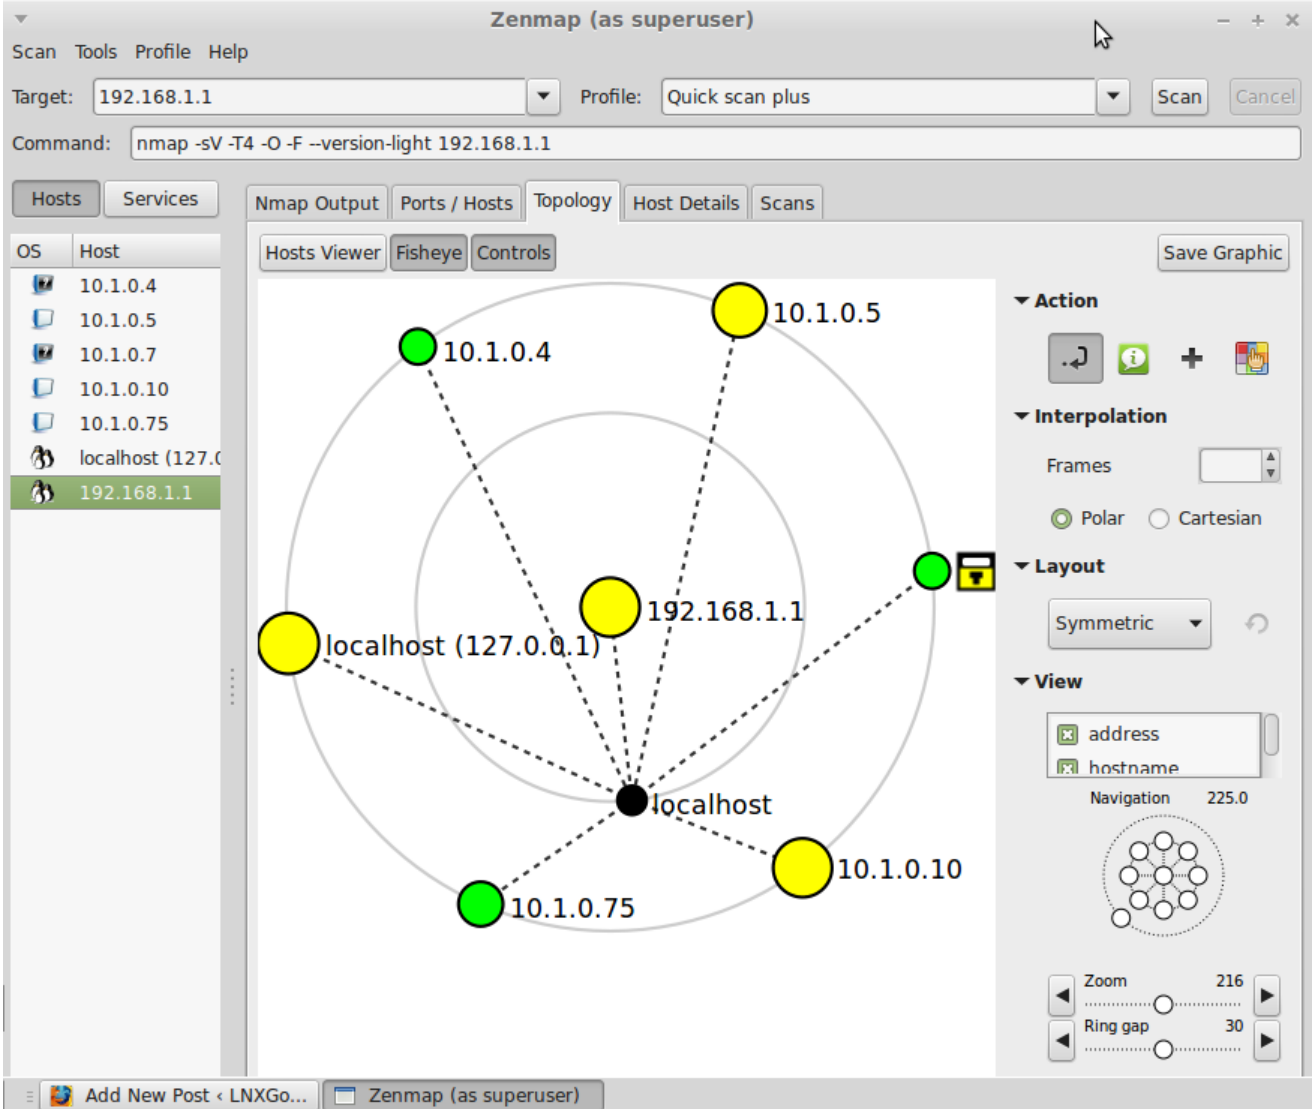 Zenmap (as superuser)
Scan Tools Profile Help
Target: 192.168.1.1 Profile: Quick scan plus Scan Cancel
Command: nmap -sV -T4 -O -F --version-light 192.168.1.1
Hosts Services
Nmap Output Ports / Hosts Topology Host Details Scans
OS Host
10.1.0.4
10.1.0.5
10.1.0.7
10.1.0.10
10.1.0.75
localhost (127.0
192.168.1.1
Hosts Viewer Fisheye Controls Save Graphic
10.1.0.5
10.1.0.4
192.168.1.1
localhost (127.0.0.1)
localhost
10.1.0.10
10.1.0.75
Action
Interpolation
Frames
Polar Cartesian
Layout
Symmetric
View
address
hostname
Navigation 225.0
Zoom 216
Ring gap 30
Add New Post ‹ LNXGo... Zenmap (as superuser)